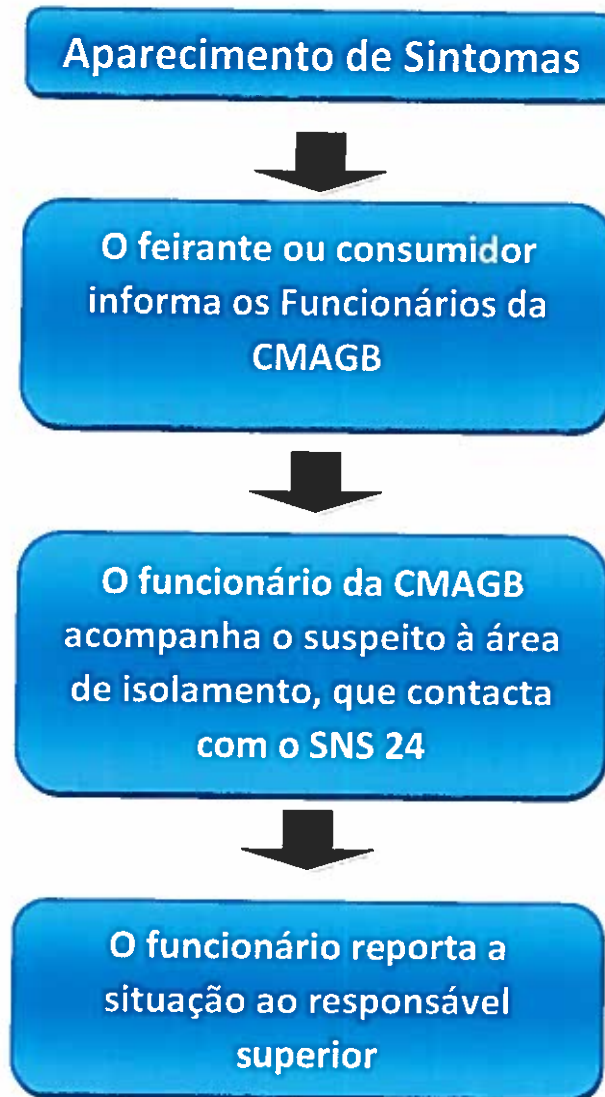 Aparecimento de Sintomas
O feirante ou consumidor
informa os Funcionários da
CMAGB
O funcionário da CMAGB
acompanha o suspeito à área
de isolamento, que contacta
com o SNS 24
O funcionário reporta a
situação ao responsável
superior